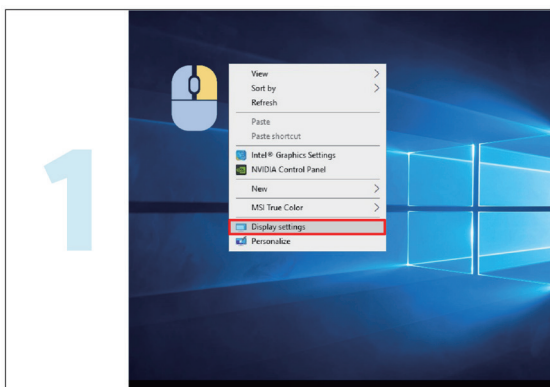 1
View
Sort by
Refresh
Paste
Paste shortcut
Intel® Graphics Settings
NVIDIA Control Panel
New
MSI True Color
Display settings
Personalize